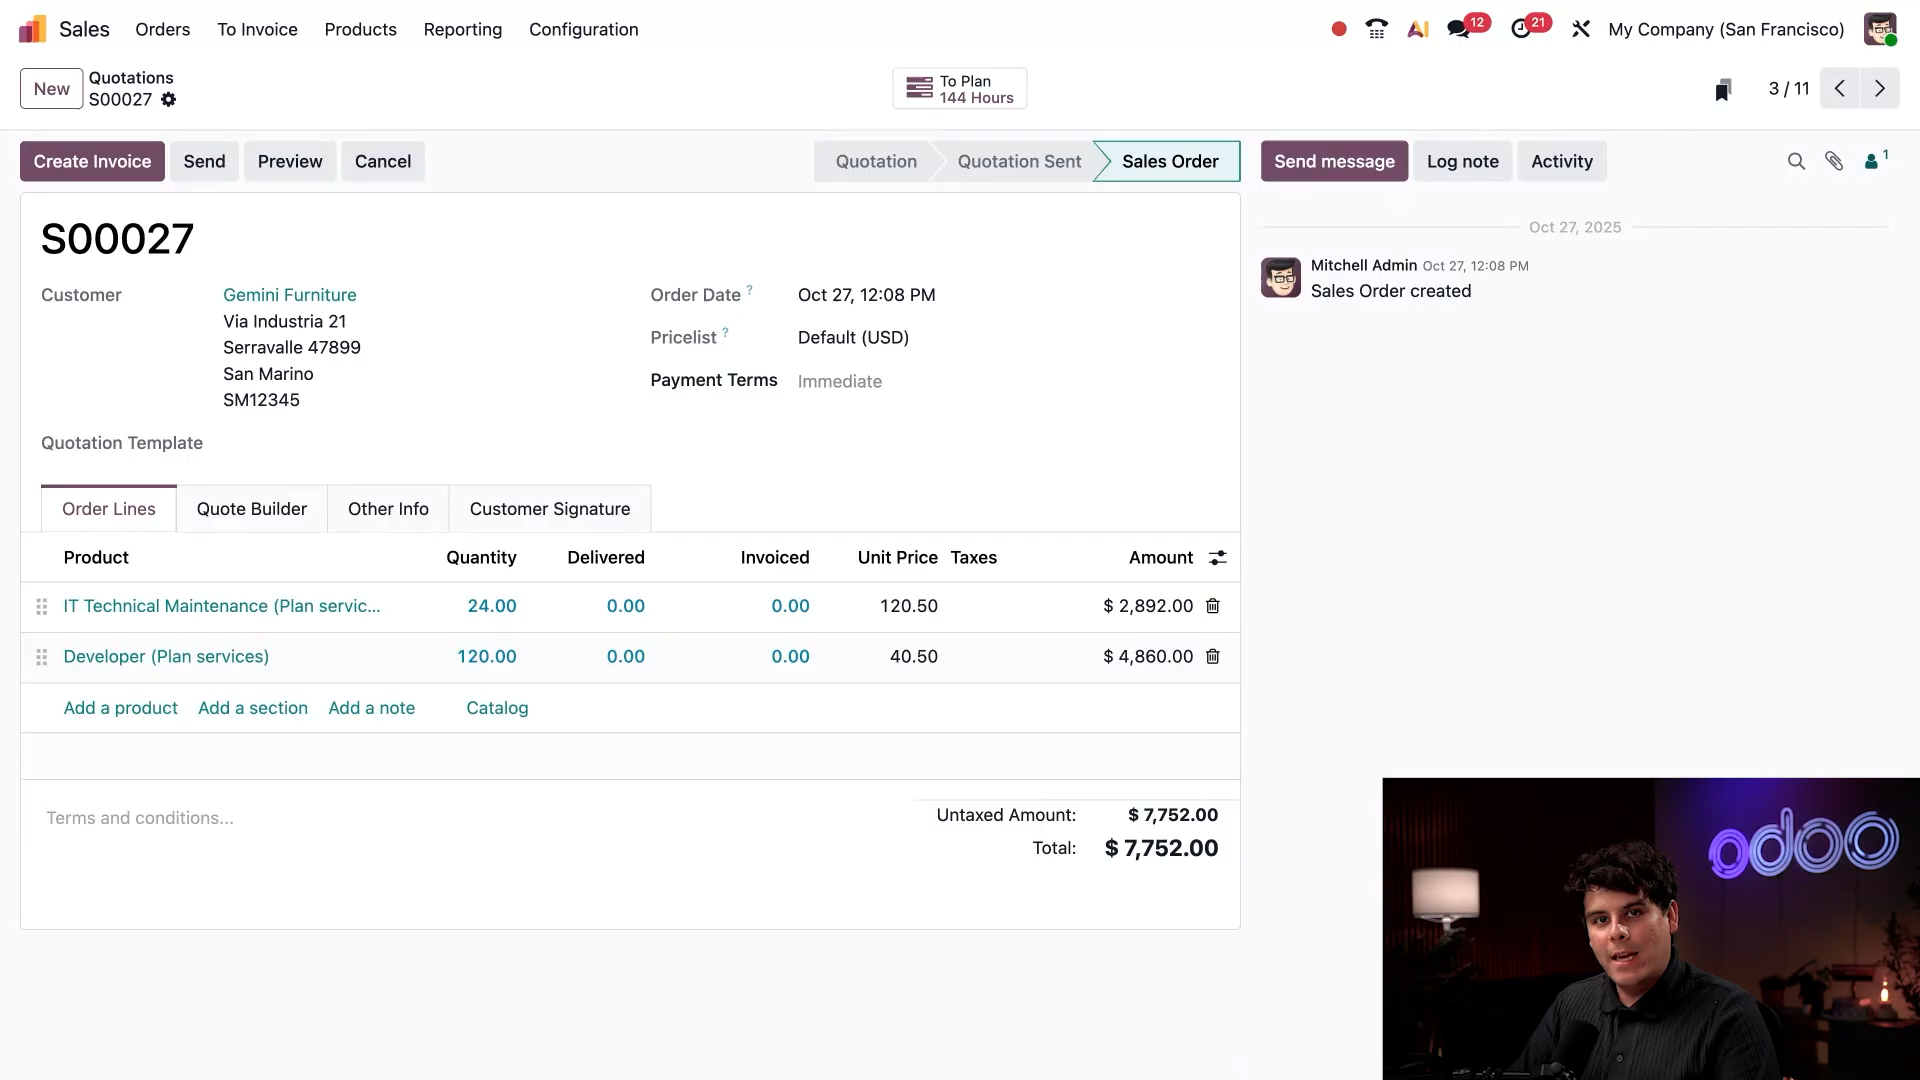 Sales Orders To Invoice Products Reporting Configuration AI 12 21 My Company (San Francisco)
New Quotations
S00027
To Plan
144 Hours
3 / 11
Create Invoice Send Preview Cancel Quotation Quotation Sent Sales Order Send message Log note Activity 1
S00027
Customer Gemini Furniture
Via Industria 21
Serravalle 47899
San Marino
SM12345
Order Date ? Oct 27, 12:08 PM
Pricelist ? Default (USD)
Payment Terms Immediate
Quotation Template
Order Lines Quote Builder Other Info Customer Signature
Product Quantity Delivered Invoiced Unit Price Taxes Amount
IT Technical Maintenance (Plan servic... 24.00 0.00 0.00 120.50 $ 2,892.00
Developer (Plan services) 120.00 0.00 0.00 40.50 $ 4,860.00
Add a product Add a section Add a note Catalog
Terms and conditions...
Untaxed Amount: $ 7,752.00
Total: $ 7,752.00
Oct 27, 2025
Mitchell Admin Oct 27, 12:08 PM
Sales Order created
odoo